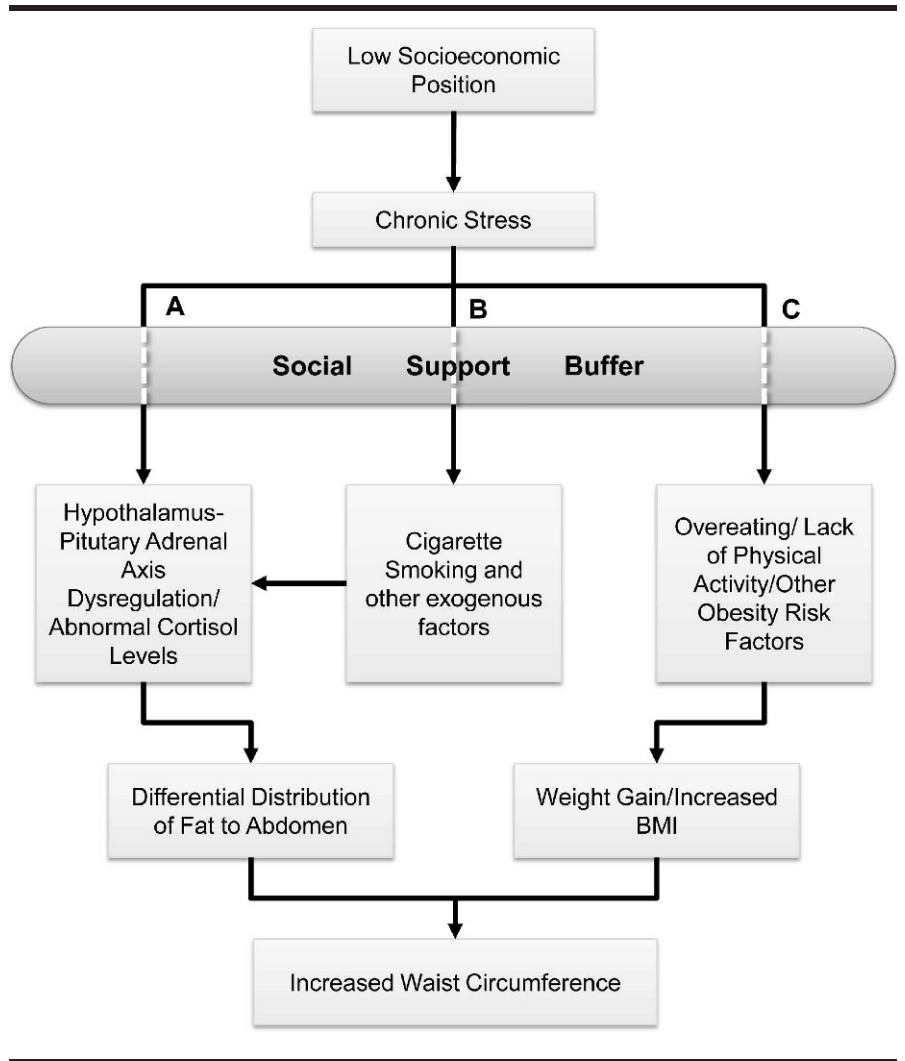 Low Socioeconomic
Position
Chronic Stress
A
B
C
Social Support Buffer
Hypothalamus-
Pitutary Adrenal
Axis
Dysregulation/
Abnormal Cortisol
Levels
Cigarette
Smoking and
other exogenous
factors
Overeating/ Lack
of Physical
Activity/Other
Obesity Risk
Factors
Differential Distribution
of Fat to Abdomen
Weight Gain/Increased
BMI
Increased Waist Circumference